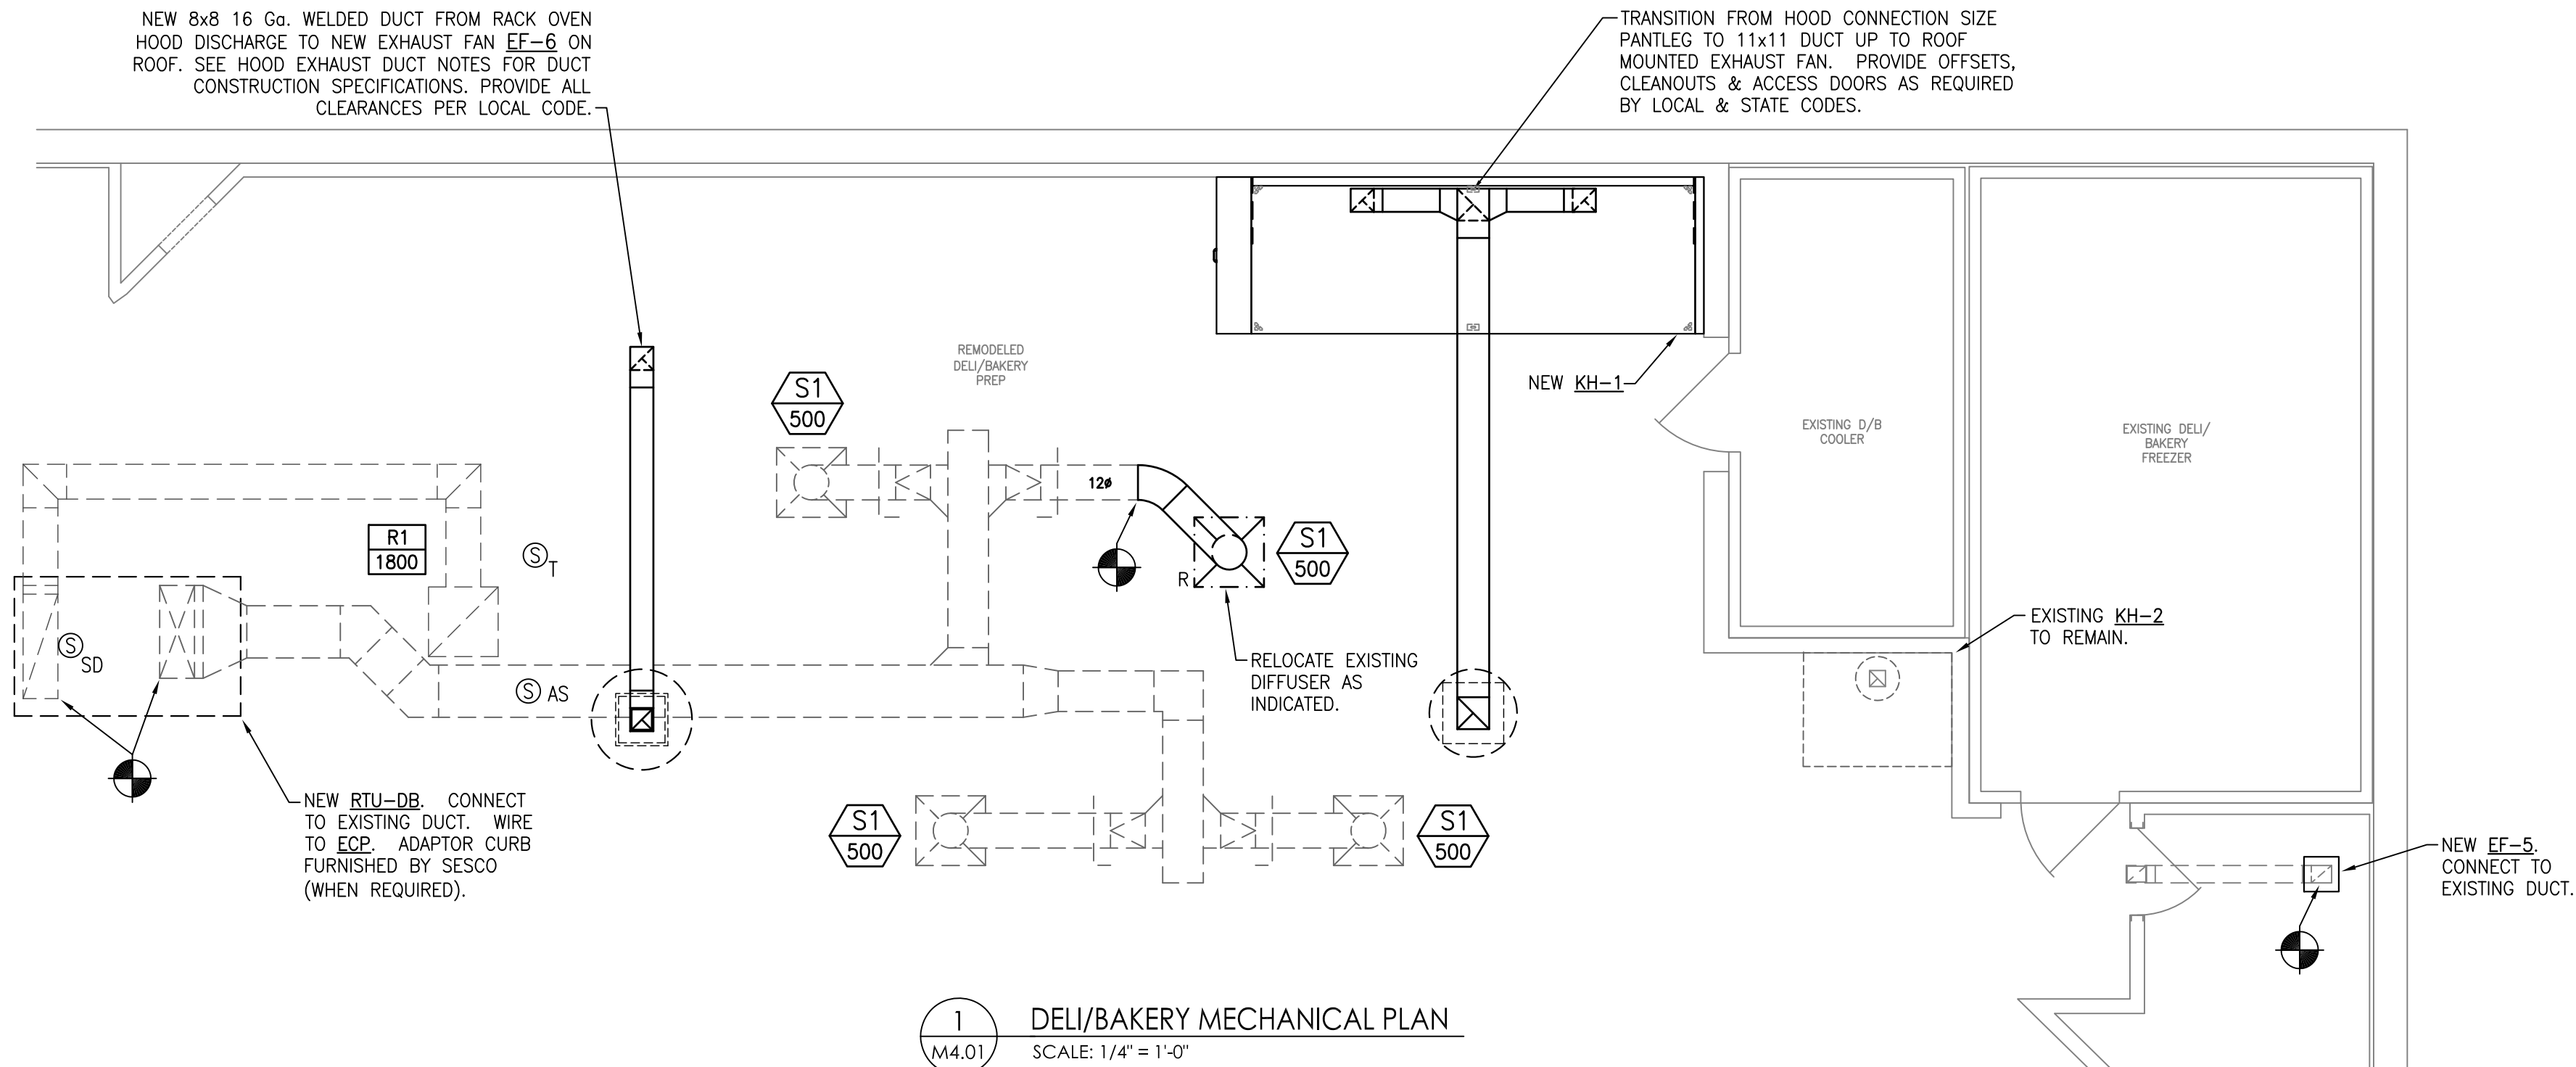 NEW 8x8 16 Ga. WELDED DUCT FROM RACK OVEN
HOOD DISCHARGE TO NEW EXHAUST FAN EF-6 ON
ROOF. SEE HOOD EXHAUST DUCT NOTES FOR DUCT
CONSTRUCTION SPECIFICATIONS. PROVIDE ALL
CLEARANCES PER LOCAL CODE.
TRANSITION FROM HOOD CONNECTION SIZE
PANTLEG TO 11x11 DUCT UP TO ROOF
MOUNTED EXHAUST FAN. PROVIDE OFFSETS,
CLEANOUTS & ACCESS DOORS AS REQUIRED
BY LOCAL & STATE CODES.
REMODELED
DELI/BAKERY
PREP
S1
500
NEW KH-1
EXISTING D/B
COOLER
EXISTING DELI/
BAKERY
FREEZER
12ø
R1
1800
S T
S1
500
R
S SD
S AS
RELOCATE EXISTING
DIFFUSER AS
INDICATED.
EXISTING KH-2
TO REMAIN.
NEW RTU-DB. CONNECT
TO EXISTING DUCT. WIRE
TO ECP. ADAPTOR CURB
FURNISHED BY SESCO
(WHEN REQUIRED).
S1
500
S1
500
NEW EF-5.
CONNECT TO
EXISTING DUCT.
1
M4.01
DELI/BAKERY MECHANICAL PLAN
SCALE: 1/4" = 1'-0"